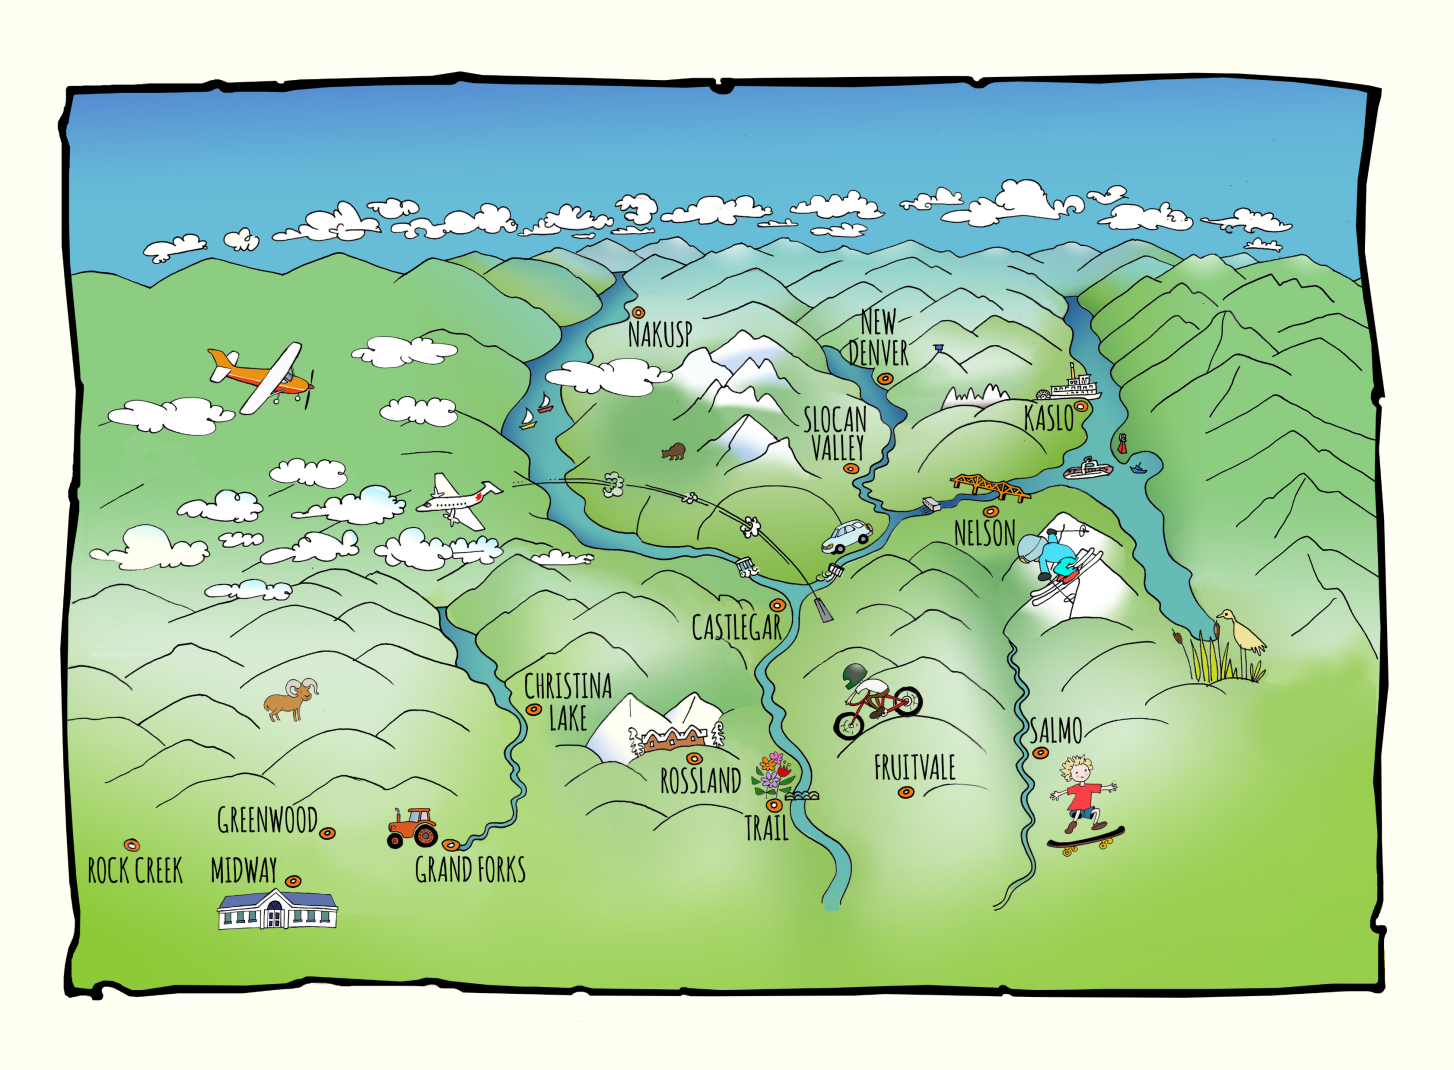 NAKUSP
NEW
DENVER
SLOCAN
VALLEY
KASLO
NELSON
CASTLEGAR
CHRISTINA
LAKE
ROSSLAND
TRAIL
FRUITVALE
SALMO
GREENWOOD
ROCK CREEK
MIDWAY
GRAND FORKS